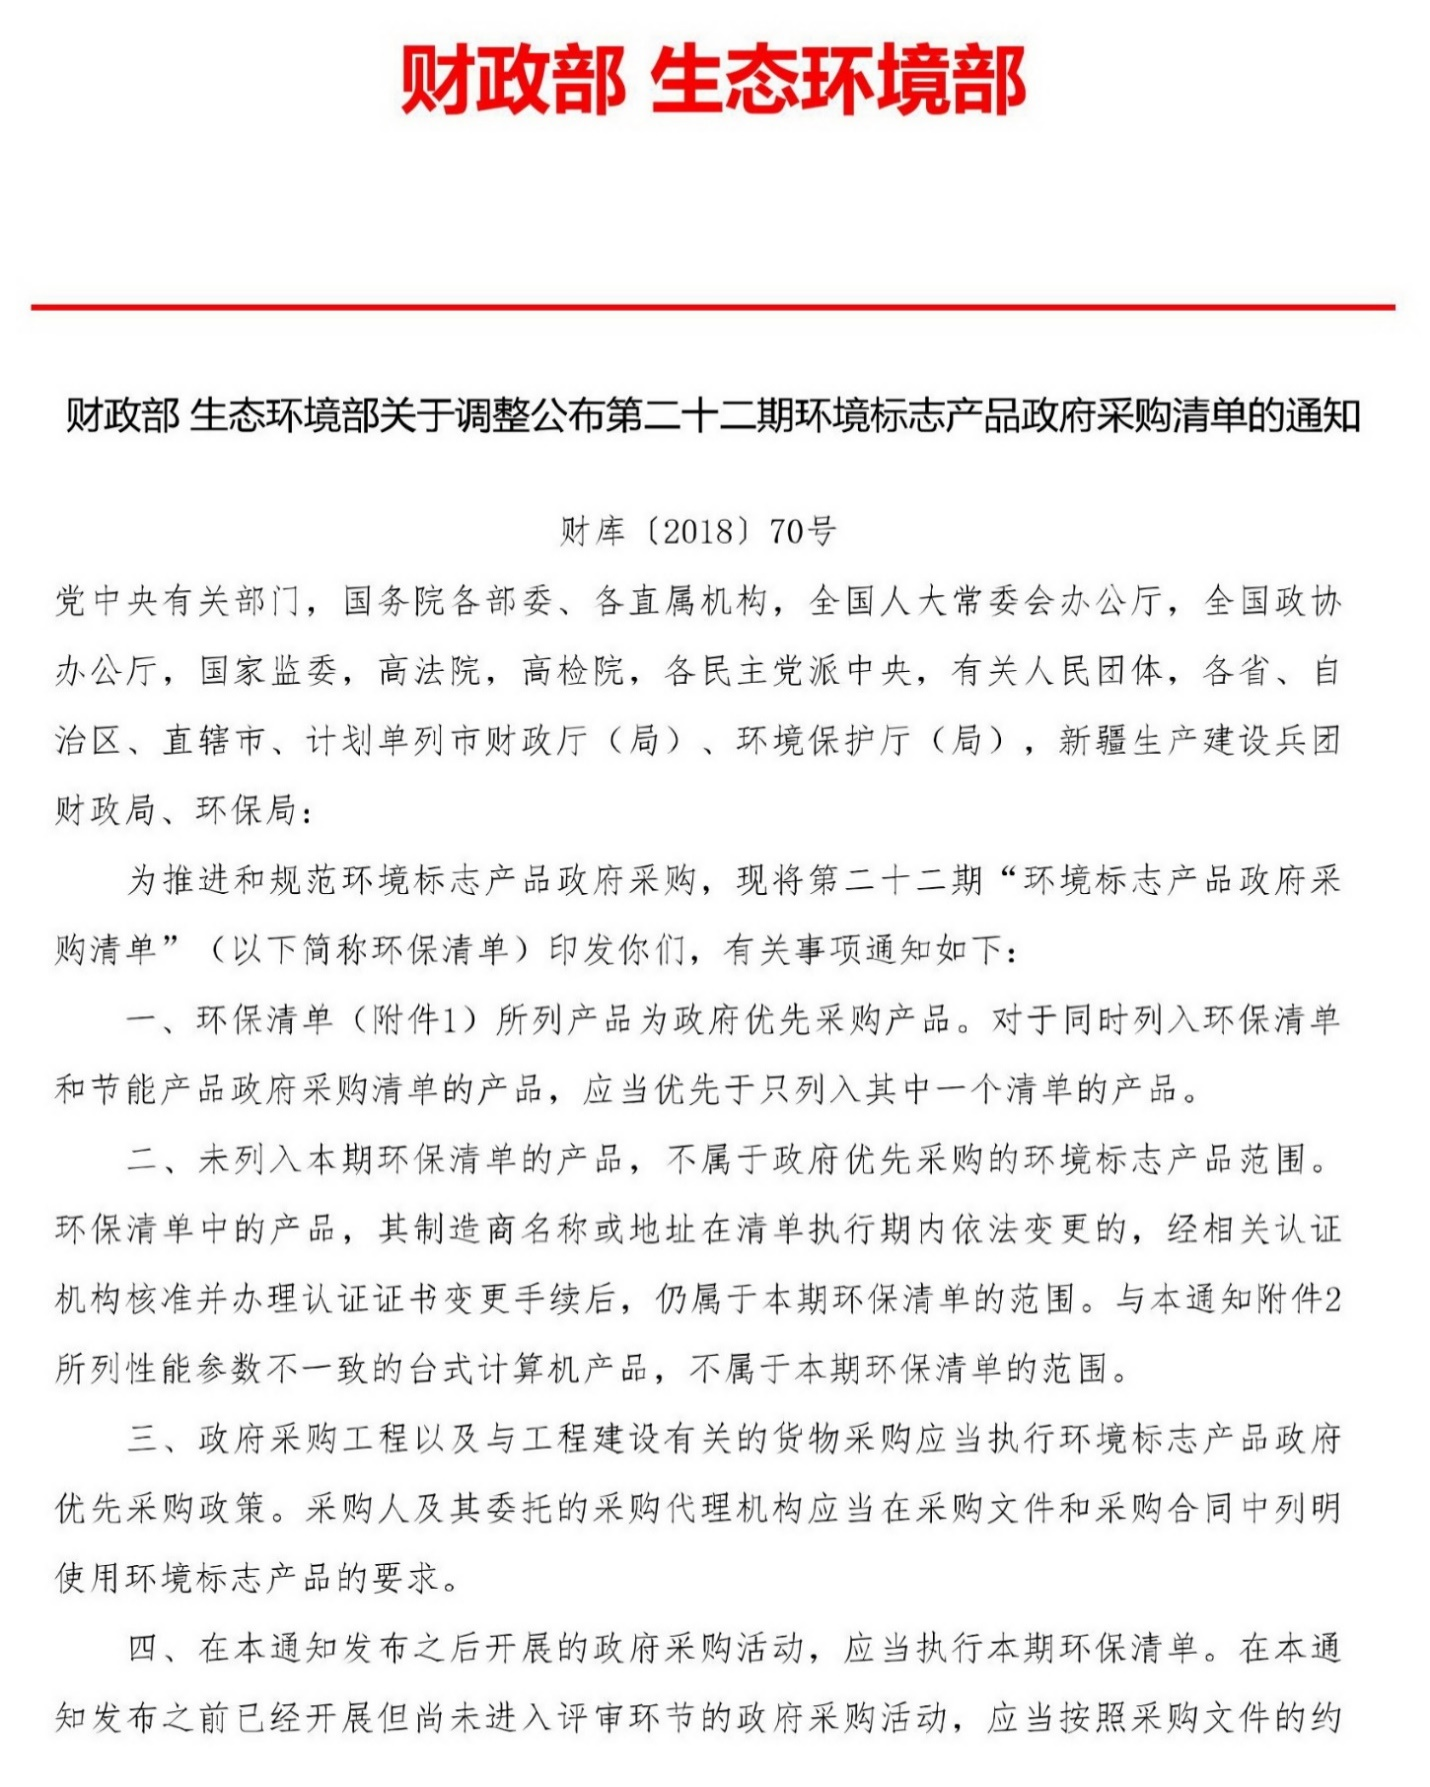 财政部 生态环境部
财政部 生态环境部关于调整公布第二十二期环境标志产品政府采购清单的通知
财库〔2018〕70号
党中央有关部门，国务院各部委、各直属机构，全国人大常委会办公厅，全国政协
办公厅，国家监委，高法院，高检院，各民主党派中央，有关人民团体，各省、自
治区、直辖市、计划单列市财政厅（局）、环境保护厅（局），新疆生产建设兵团
财政局、环保局：
为推进和规范环境标志产品政府采购，现将第二十二期“环境标志产品政府采
购清单”（以下简称环保清单）印发你们，有关事项通知如下：
一、环保清单（附件1）所列产品为政府优先采购产品。对于同时列入环保清单
和节能产品政府采购清单的产品，应当优先于只列入其中一个清单的产品。
二、未列入本期环保清单的产品，不属于政府优先采购的环境标志产品范围。
环保清单中的产品，其制造商名称或地址在清单执行期内依法变更的，经相关认证
机构核准并办理认证证书变更手续后，仍属于本期环保清单的范围。与本通知附件2
所列性能参数不一致的台式计算机产品，不属于本期环保清单的范围。
三、政府采购工程以及与工程建设有关的货物采购应当执行环境标志产品政府
优先采购政策。采购人及其委托的采购代理机构应当在采购文件和采购合同中列明
使用环境标志产品的要求。
四、在本通知发布之后开展的政府采购活动，应当执行本期环保清单。在本通
知发布之前已经开展但尚未进入评审环节的政府采购活动，应当按照采购文件的约